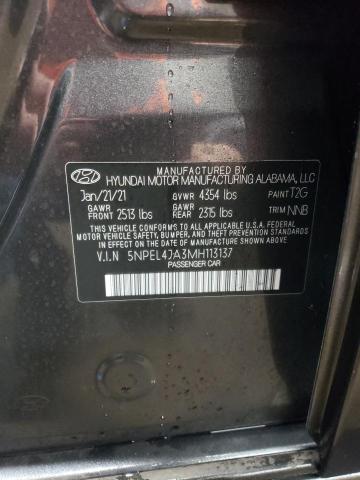 MANUFACTURED BY
HYUNDAI MOTOR MANUFACTURING ALABAMA, LLC
Jan/21/21 GVWR 4354 lbs PAINT T2G
GAWR FRONT 2513 lbs GAWR REAR 2315 lbs TRIM NNB
THIS VEHICLE CONFORMS TO ALL APPLICABLE
U.S. FEDERAL MOTOR VEHICLE SAFETY, BUMPER, AND
THEFT PREVENTION STANDARDS IN EFFECT ON
THE DATE OF MANUFACTURE SHOWN ABOVE.
V.I.N 5NPEL4JA3MH113137
PASSENGER CAR